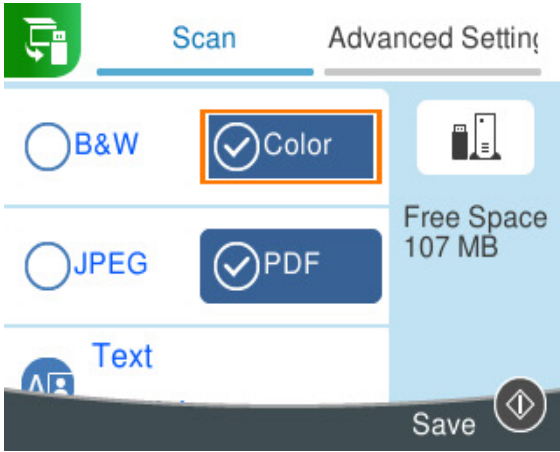 Scan
Advanced Setting
B&W
Color
Free Space
107 MB
JPEG
PDF
Text
Save